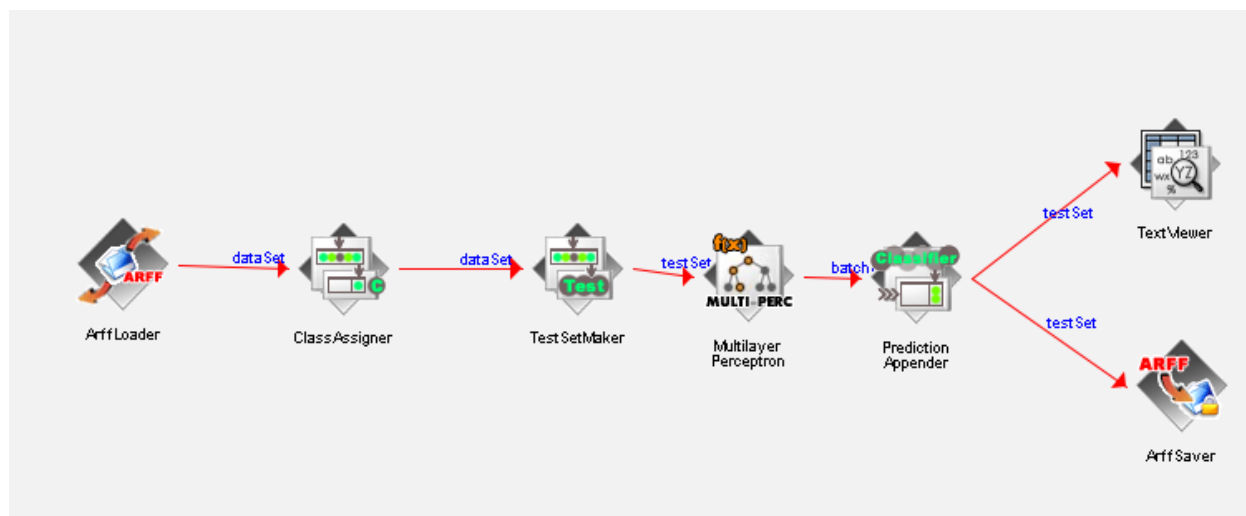 ArffLoader
ARFF
dataSet
ClassAssigner
C
dataSet
TestSetMaker
Test
testSet
f(x)
MULTI-PERC
Multilayer
Perceptron
batch
Classifier
Prediction
Appender
testSet
ab 123
wx YZ
%
TextViewer
testSet
ARFF
ArffSaver